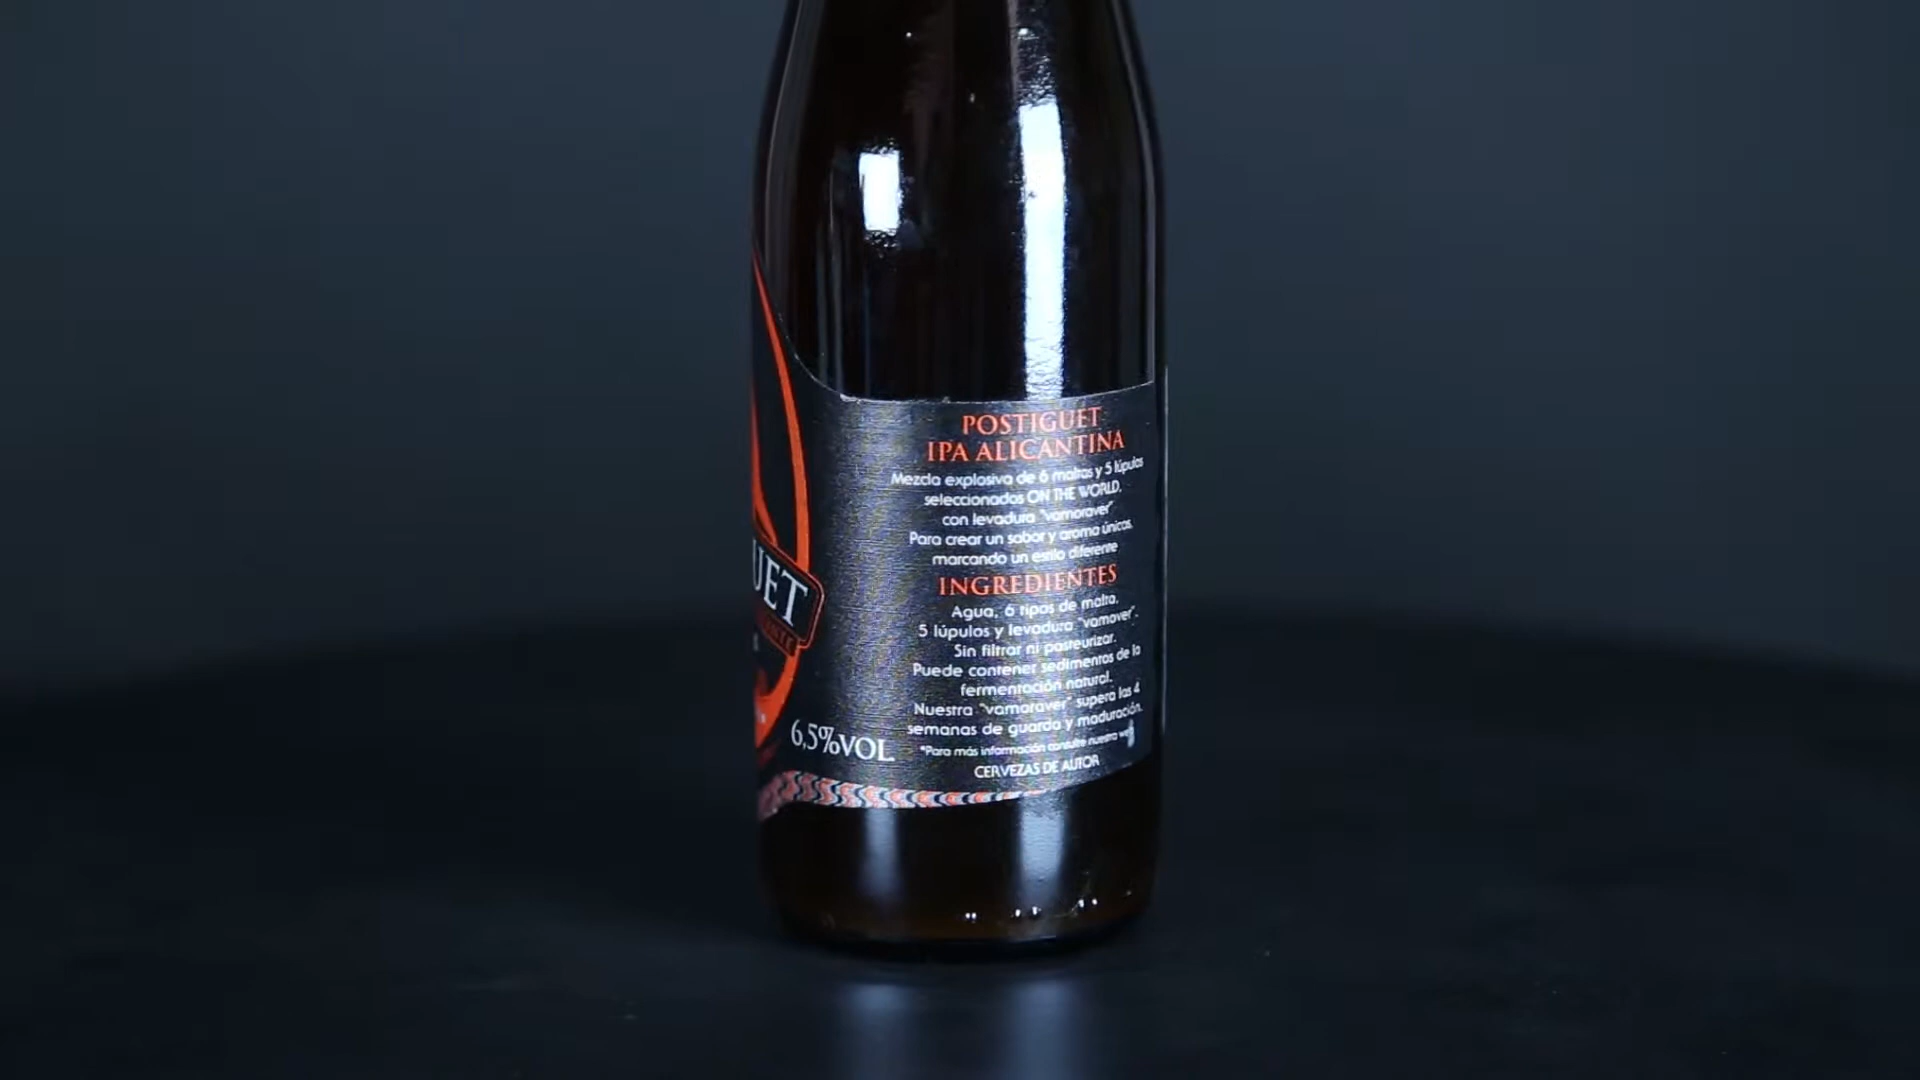 POSTIGUET
IPA ALICANTINA
Mezcla explosiva de 6 maltas y 5 lúpulos
seleccionados ON THE WORLD,
con levadura "vamoraver"
Para crear un sabor y aroma únicos,
marcando un estilo diferente
INGREDIENTES
Agua, 6 tipos de malta,
5 lúpulos y levadura "vamover".
Sin filtrar ni pasteurizar.
Puede contener sedimentos de la
fermentación natural.
Nuestra "vamoraver" supera las 4
semanas de guarda y maduración.
*Para más información consulte nuestra web
CERVEZAS DE AUTOR
UET
6,5%VOL.